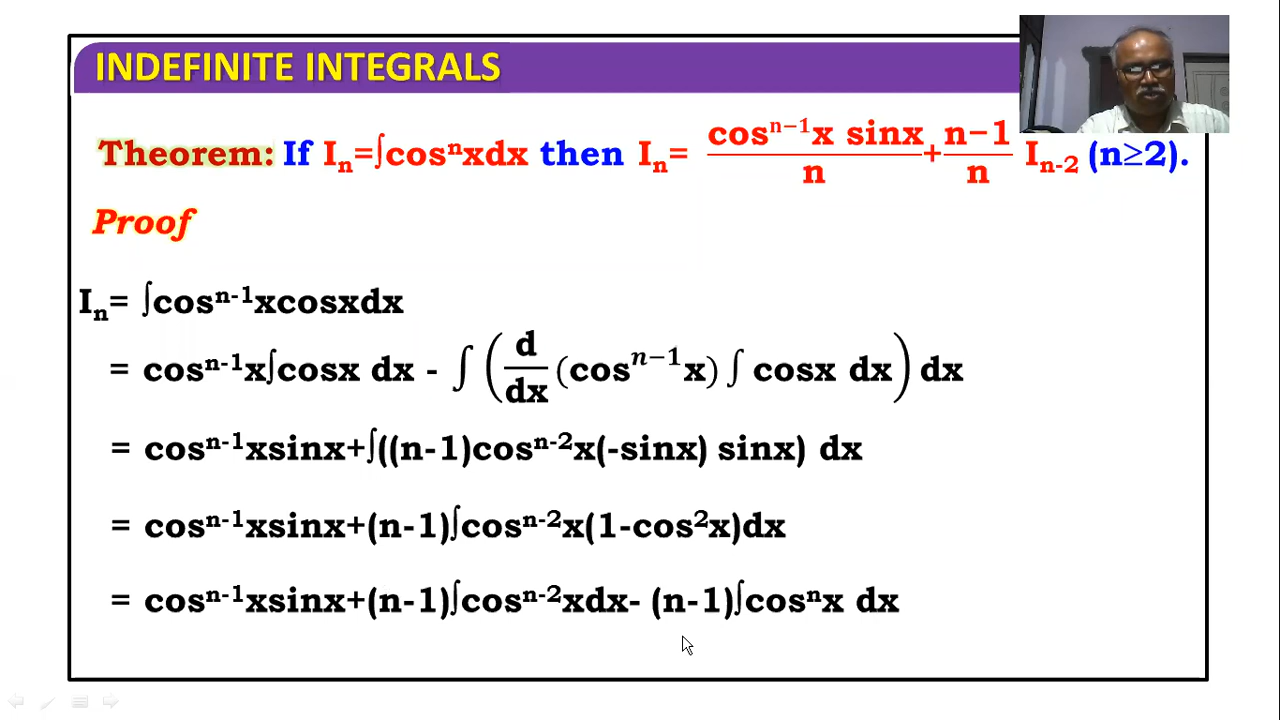 INDEFINITE INTEGRALS
Theorem: If Iₙ=∫cosⁿxdx then Iₙ= (cosⁿ⁻¹x sinx)/n + (n−1)/n Iₙ₋₂ (n≥2).
Proof
Iₙ= ∫cosⁿ⁻¹xcosxdx
= cosⁿ⁻¹x∫cosx dx - ∫(d/dx (cosⁿ⁻¹x) ∫ cosx dx) dx
= cosⁿ⁻¹xsinx+∫((n-1)cosⁿ⁻²x(-sinx) sinx) dx
= cosⁿ⁻¹xsinx+(n-1)∫cosⁿ⁻²x(1-cos²x)dx
= cosⁿ⁻¹xsinx+(n-1)∫cosⁿ⁻²xdx- (n-1)∫cosⁿx dx